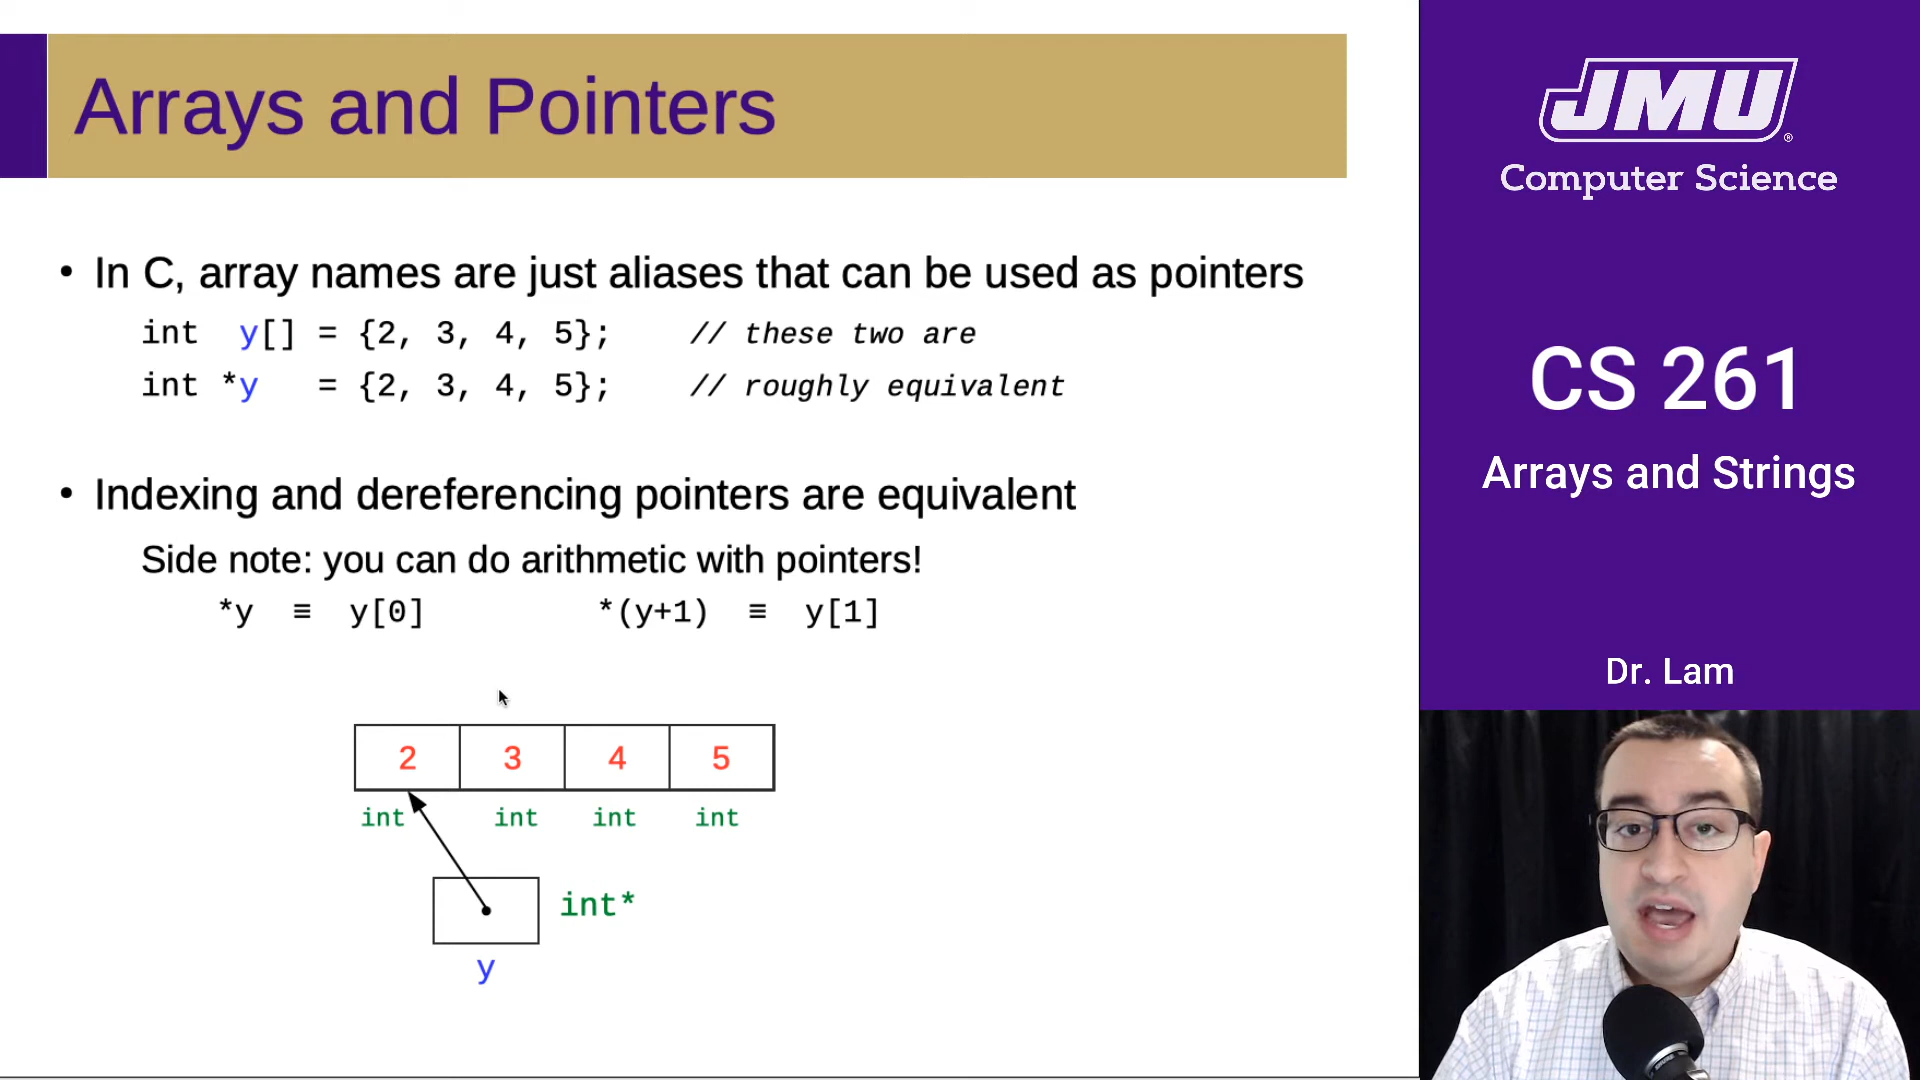 Arrays and Pointers
• In C, array names are just aliases that can be used as pointers
int y[] = {2, 3, 4, 5}; // these two are
int *y = {2, 3, 4, 5}; // roughly equivalent
• Indexing and dereferencing pointers are equivalent
Side note: you can do arithmetic with pointers!
*y ≡ y[0] *(y+1) ≡ y[1]
2 3 4 5
int int int int
int*
y
JMU®
Computer Science
CS 261
Arrays and Strings
Dr. Lam